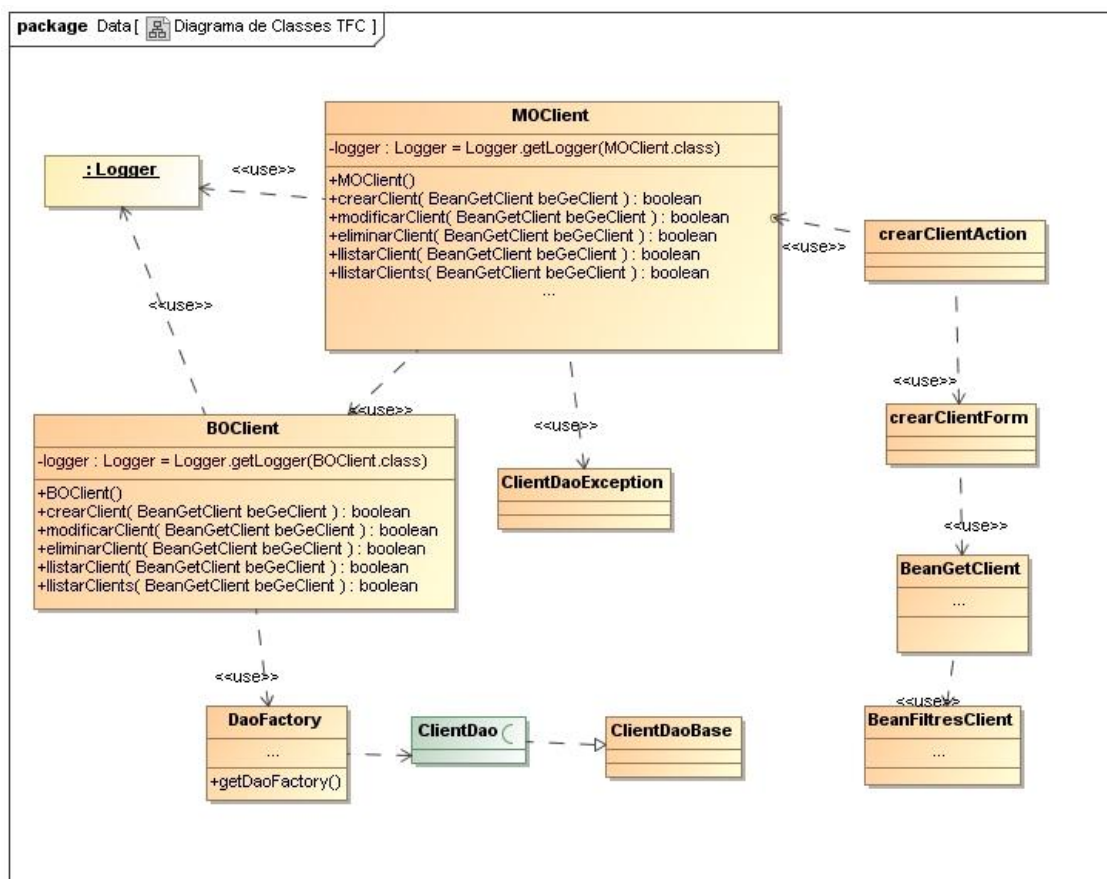 package Data [ Diagrama de Classes TFC ]
MOClient
-logger : Logger = Logger.getLogger(MOClient.class)
+MOClient()
+crearClient( BeanGetClient beGeClient ) : boolean
+modificarClient( BeanGetClient beGeClient ) : boolean
+eliminarClient( BeanGetClient beGeClient ) : boolean
+llistarClient( BeanGetClient beGeClient ) : boolean
+llistarClients( BeanGetClient beGeClient ) : boolean
...
: Logger
<<use>>
<<use>>
crearClientAction
<<use>>
<<use>>
<<use>>
crearClientForm
BOClient
-logger : Logger = Logger.getLogger(BOClient.class)
+BOClient()
+crearClient( BeanGetClient beGeClient ) : boolean
+modificarClient( BeanGetClient beGeClient ) : boolean
+eliminarClient( BeanGetClient beGeClient ) : boolean
+llistarClient( BeanGetClient beGeClient ) : boolean
+llistarClients( BeanGetClient beGeClient ) : boolean
<<use>>
ClientDaoException
<<use>>
BeanGetClient
...
<<use>>
<<use>>
DaoFactory
...
+getDaoFactory()
ClientDao
ClientDaoBase
BeanFiltresClient
...